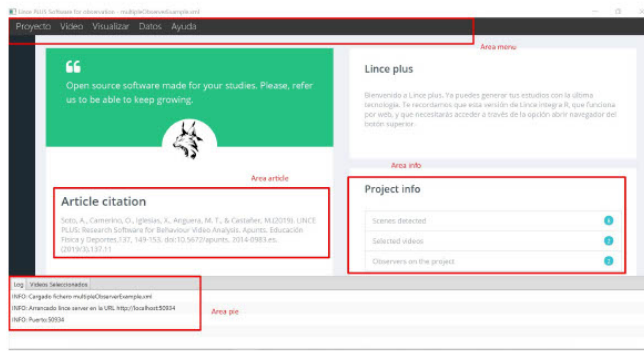 Lince PLUS Software for observation - multipleObserverExample.xml
Proyecto Video Visualizar Datos Ayuda
Area menu
Open source software made for your studies. Please, refer
us to be able to keep growing.
Area article
Article citation
Soto, A., Camerino, O., Iglesias, X., Anguera, M. T., & Castañer, M.(2019). LINCE
PLUS: Research Software for Behaviour Video Analysis. Apunts. Educación
Física y Deportes,137, 149-153. doi:10.5672/apunts. 2014-0983.es.
(2019/3).137.11
Lince plus
Bienvenido a Lince plus. Ya puedes generar tus estudios con la última
tecnología. Te recordemos que esta versión de Lince integra R, que funciona
por web, y que necesitarás acceder a través de la opción abrir navegador del
botón superior.
Area info
Project info
Scenes detected
Selected videos 2
Observers on the project 2
Log Videos Seleccionados
INFO: Cargado fichero multipleObserverExample.xml
INFO: Arrancado lince server en la URL http://localhost:50934
INFO: Puerto:50934
Area pie